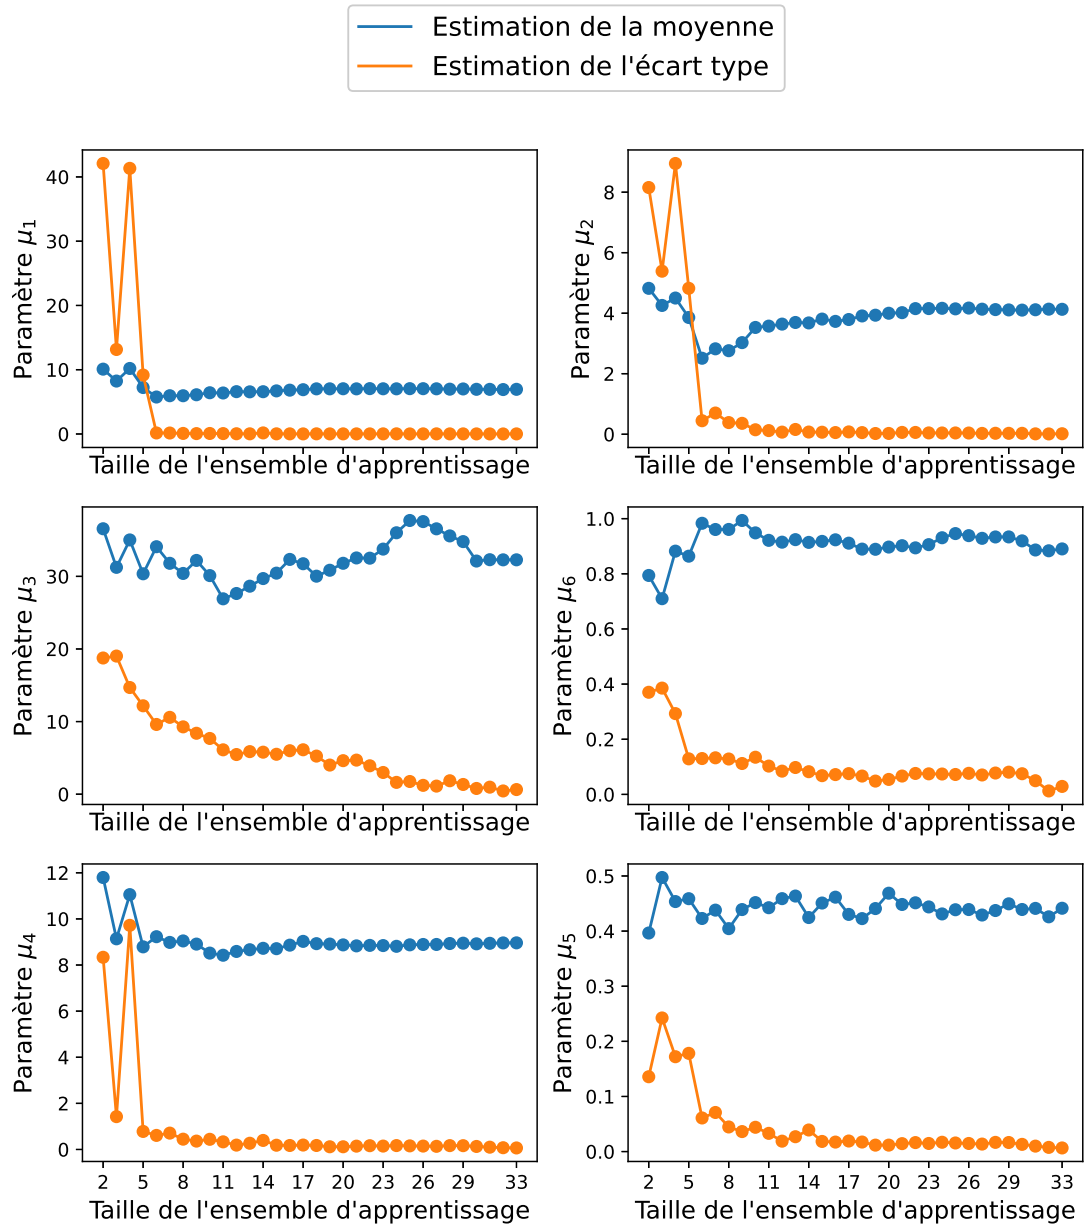 Estimation de la moyenne
Estimation de l'écart type
40
30
20
10
0
Paramètre μ1
Taille de l'ensemble d'apprentissage
8
6
4
2
0
Paramètre μ2
Taille de l'ensemble d'apprentissage
30
20
10
0
Paramètre μ3
Taille de l'ensemble d'apprentissage
1.0
0.8
0.6
0.4
0.2
0.0
Paramètre μ6
Taille de l'ensemble d'apprentissage
12
10
8
6
4
2
0
Paramètre μ4
2 5 8 11 14 17 20 23 26 29 33
Taille de l'ensemble d'apprentissage
0.5
0.4
0.3
0.2
0.1
0.0
Paramètre μ5
2 5 8 11 14 17 20 23 26 29 33
Taille de l'ensemble d'apprentissage